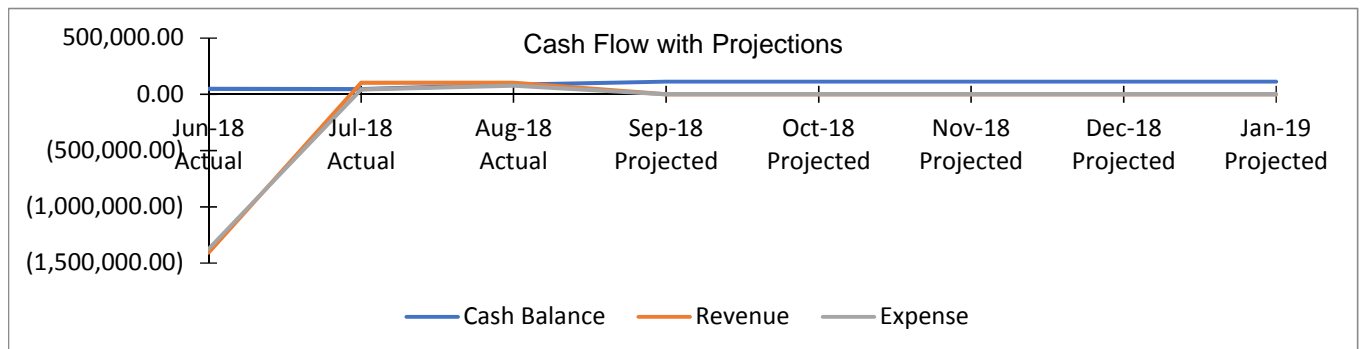 Cash Flow with Projections
500,000.00
0.00
(500,000.00)
(1,000,000.00)
(1,500,000.00)
Jun-18 Jul-18 Aug-18 Sep-18 Oct-18 Nov-18 Dec-18 Jan-19
Actual Actual Actual Projected Projected Projected Projected Projected
Cash Balance Revenue Expense